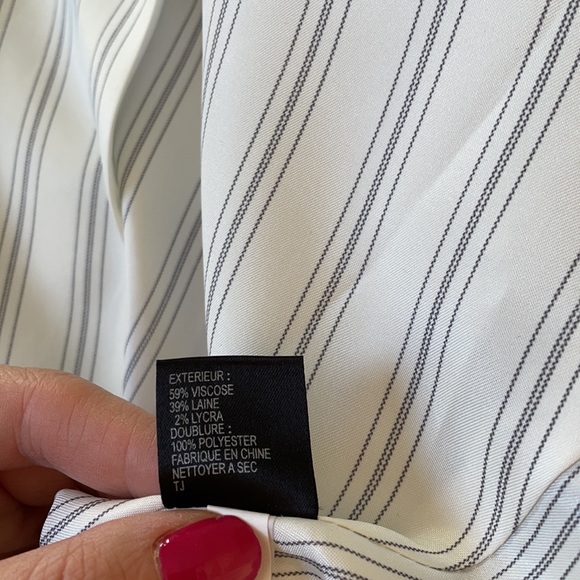 EXTERIEUR :
59% VISCOSE
39% LAINE
2% LYCRA
DOUBLURE :
100% POLYESTER
FABRIQUE EN CHINE
NETTOYER A SEC
TJ